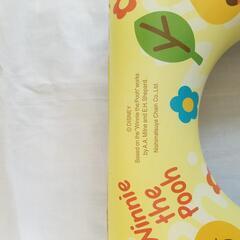 © DISNEY
Based on the "Winnie the Pooh" works
by A.A. Milne and E.H. Shepard.
Nishimatsuya Chain Co., Ltd.
Winnie
the
Pooh